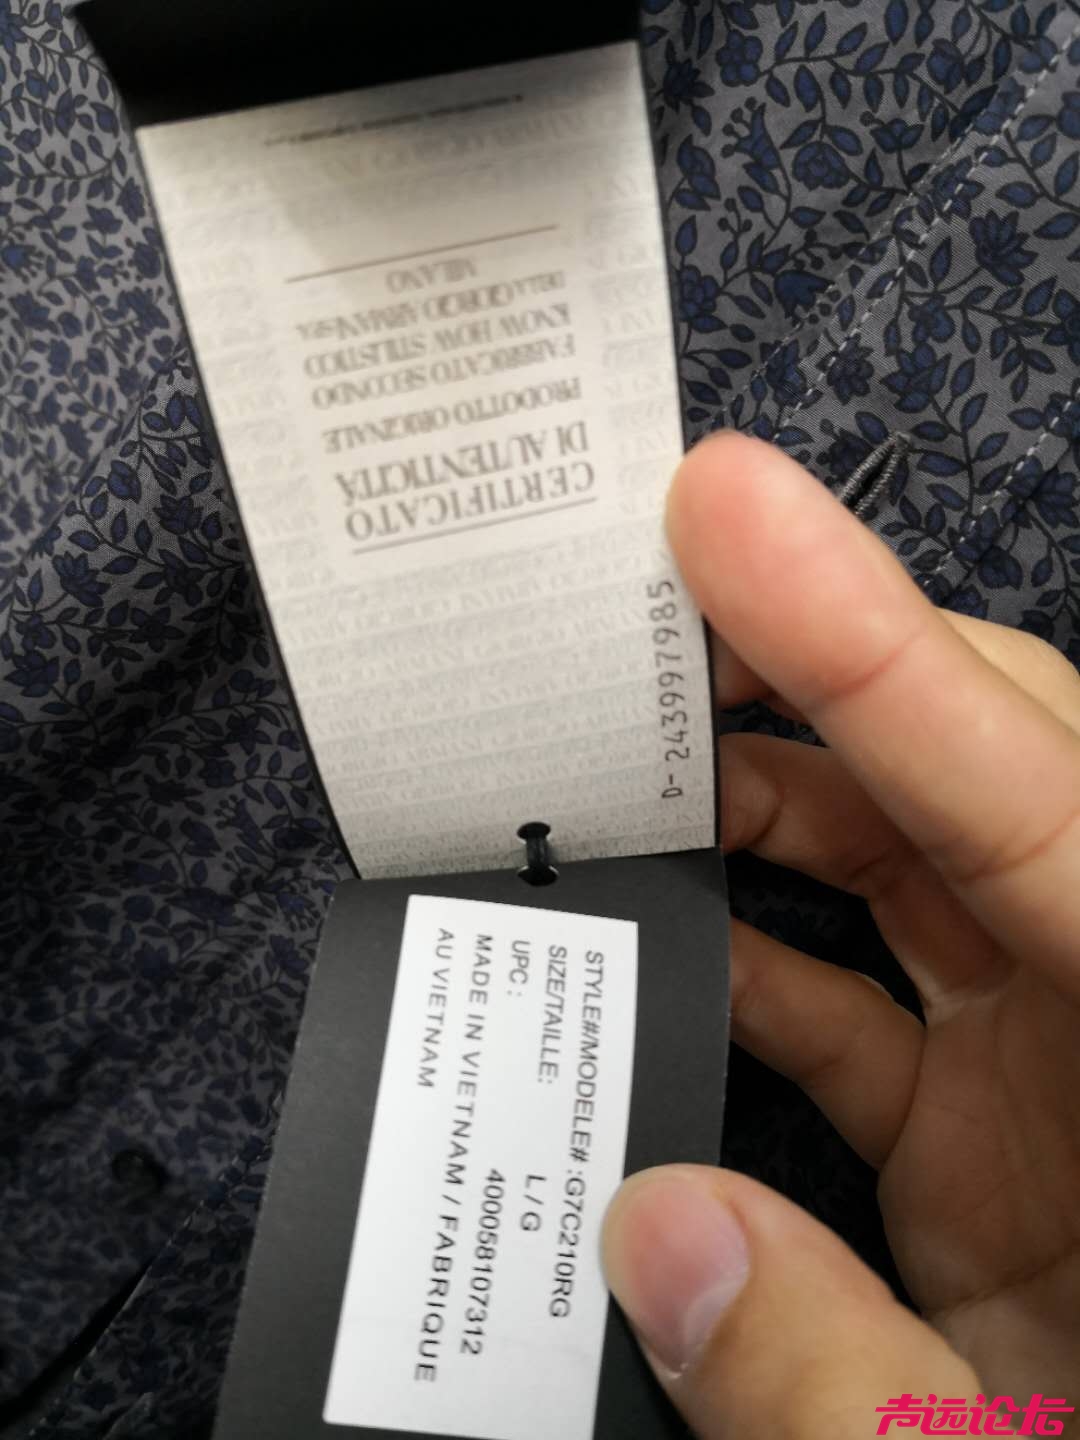 CERTIFICATO
DI AUTENTICITÀ
PRODOTTO ORIGINALE
FABBRICATO SECONDO
KNOW HOW STILISTICO
DELLA GIORGIO ARMANI S.P.A.
MILANO
D- 243997985
STYLE#/MODELE# :G7C210RG
SIZE/TAILLE: L / G
UPC : 400058107312
MADE IN VIETNAM / FABRIQUE
AU VIETNAM
声远论坛